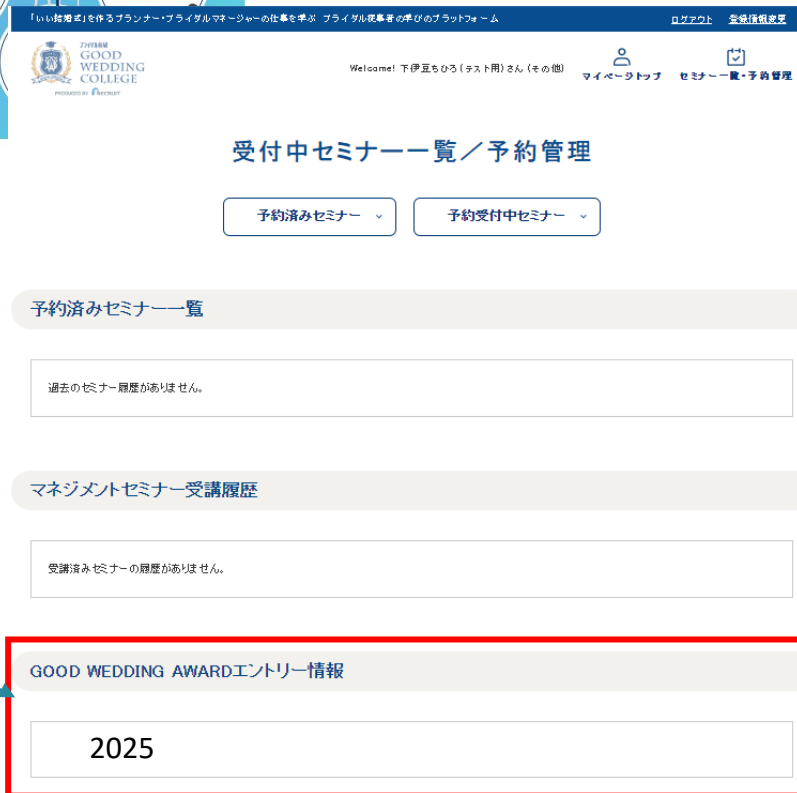 「いい結婚式」を作るプランナー・ブライダルマネージャーの仕事を学ぶ ブライダル従事者の学びのプラットフォーム
ログアウト 登録情報変更
GOOD
WEDDING
COLLEGE
PRODUCED BY RECRUIT
Welcome! 下伊豆ちひろ(テスト用)さん (その他)
マイページトップ
セミナー一覧・予約管理
受付中セミナー一覧／予約管理
予約済みセミナー
予約受付中セミナー
予約済みセミナー一覧
過去のセミナー履歴がありません。
マネジメントセミナー受講履歴
受講済みセミナーの履歴がありません。
GOOD WEDDING AWARDエントリー情報
2025